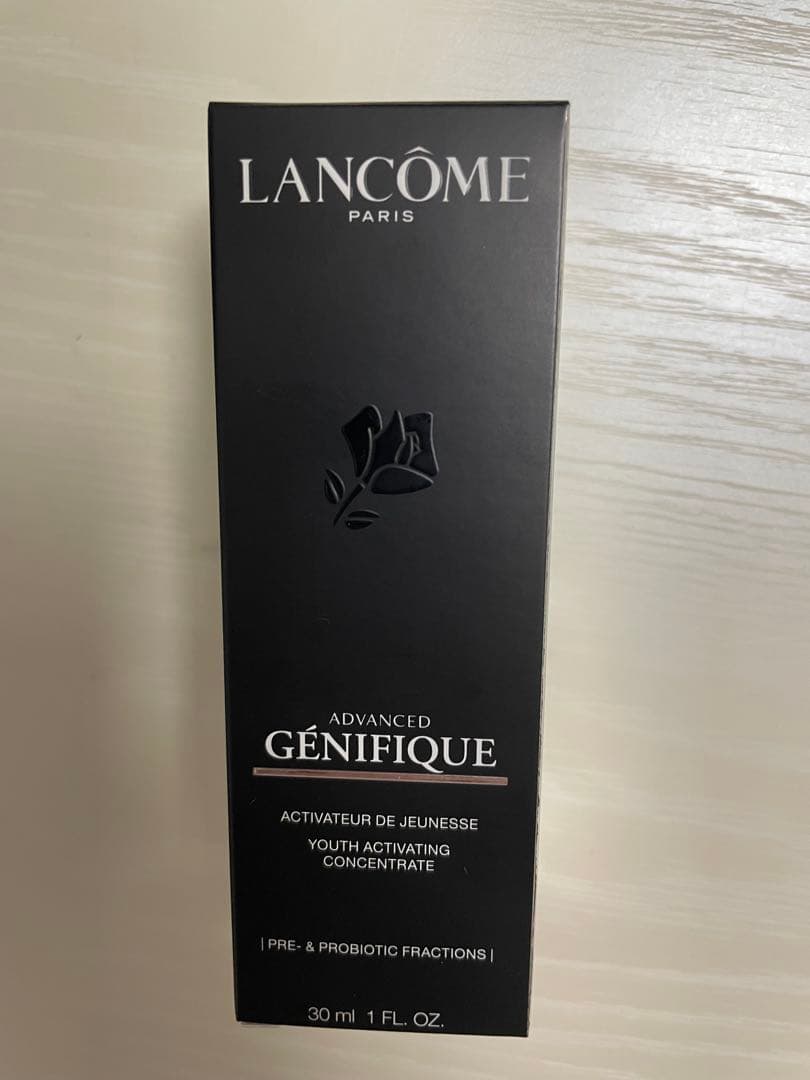 LANCÔME
PARIS
ADVANCED
GÉNIFIQUE
ACTIVATEUR DE JEUNESSE
YOUTH ACTIVATING
CONCENTRATE
| PRE- & PROBIOTIC FRACTIONS |
30 ml 1 FL. OZ.